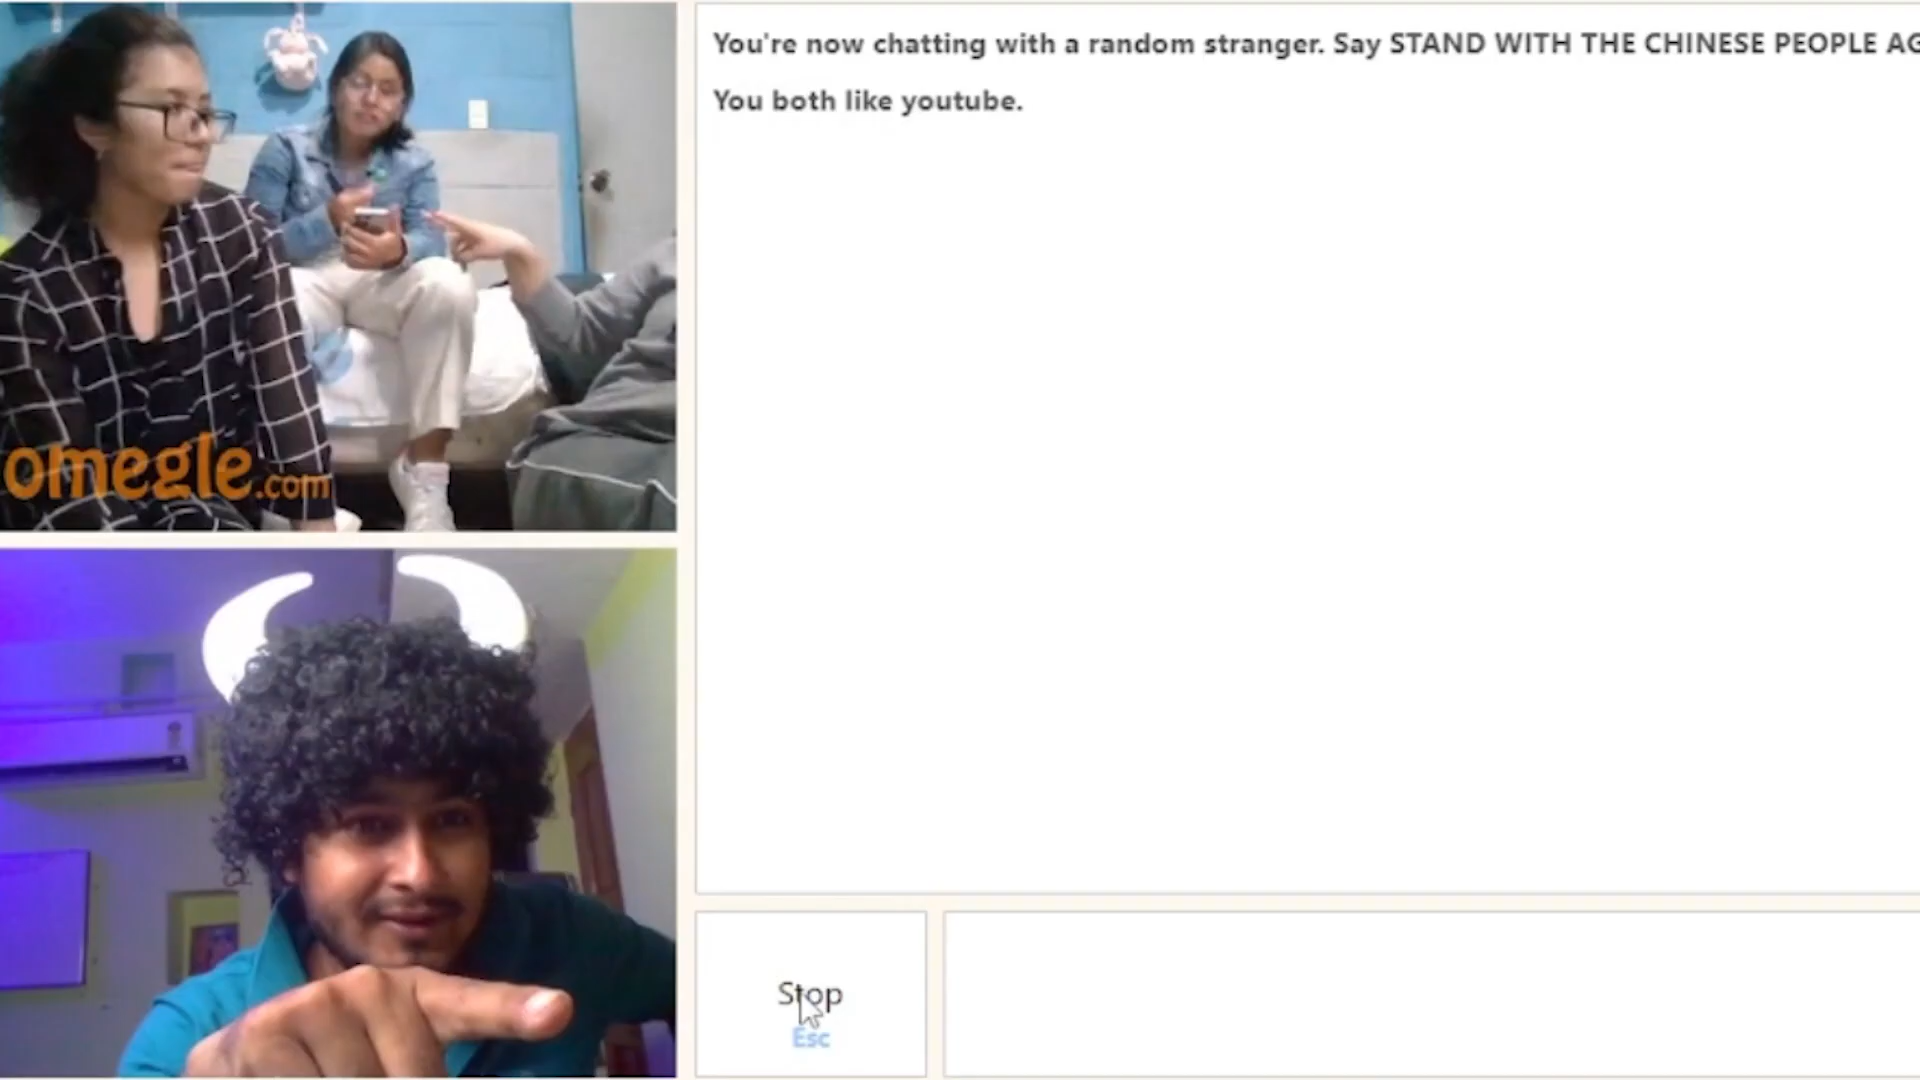 You're now chatting with a random stranger. Say STAND WITH THE CHINESE PEOPLE AG
You both like youtube.
omegle.com
Stop
Esc